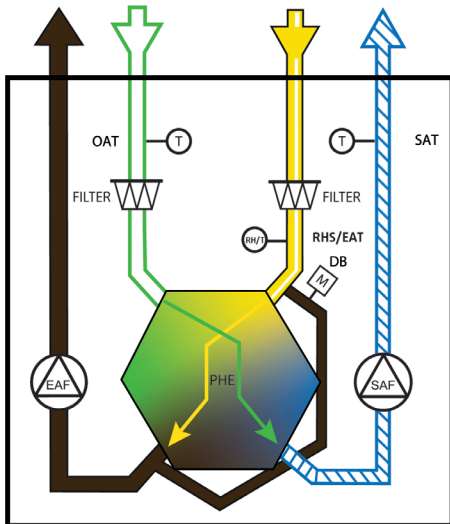 OAT
T
T
SAT
FILTER
FILTER
RH/T
RHS/EAT
DB
M
PHE
EAF
SAF